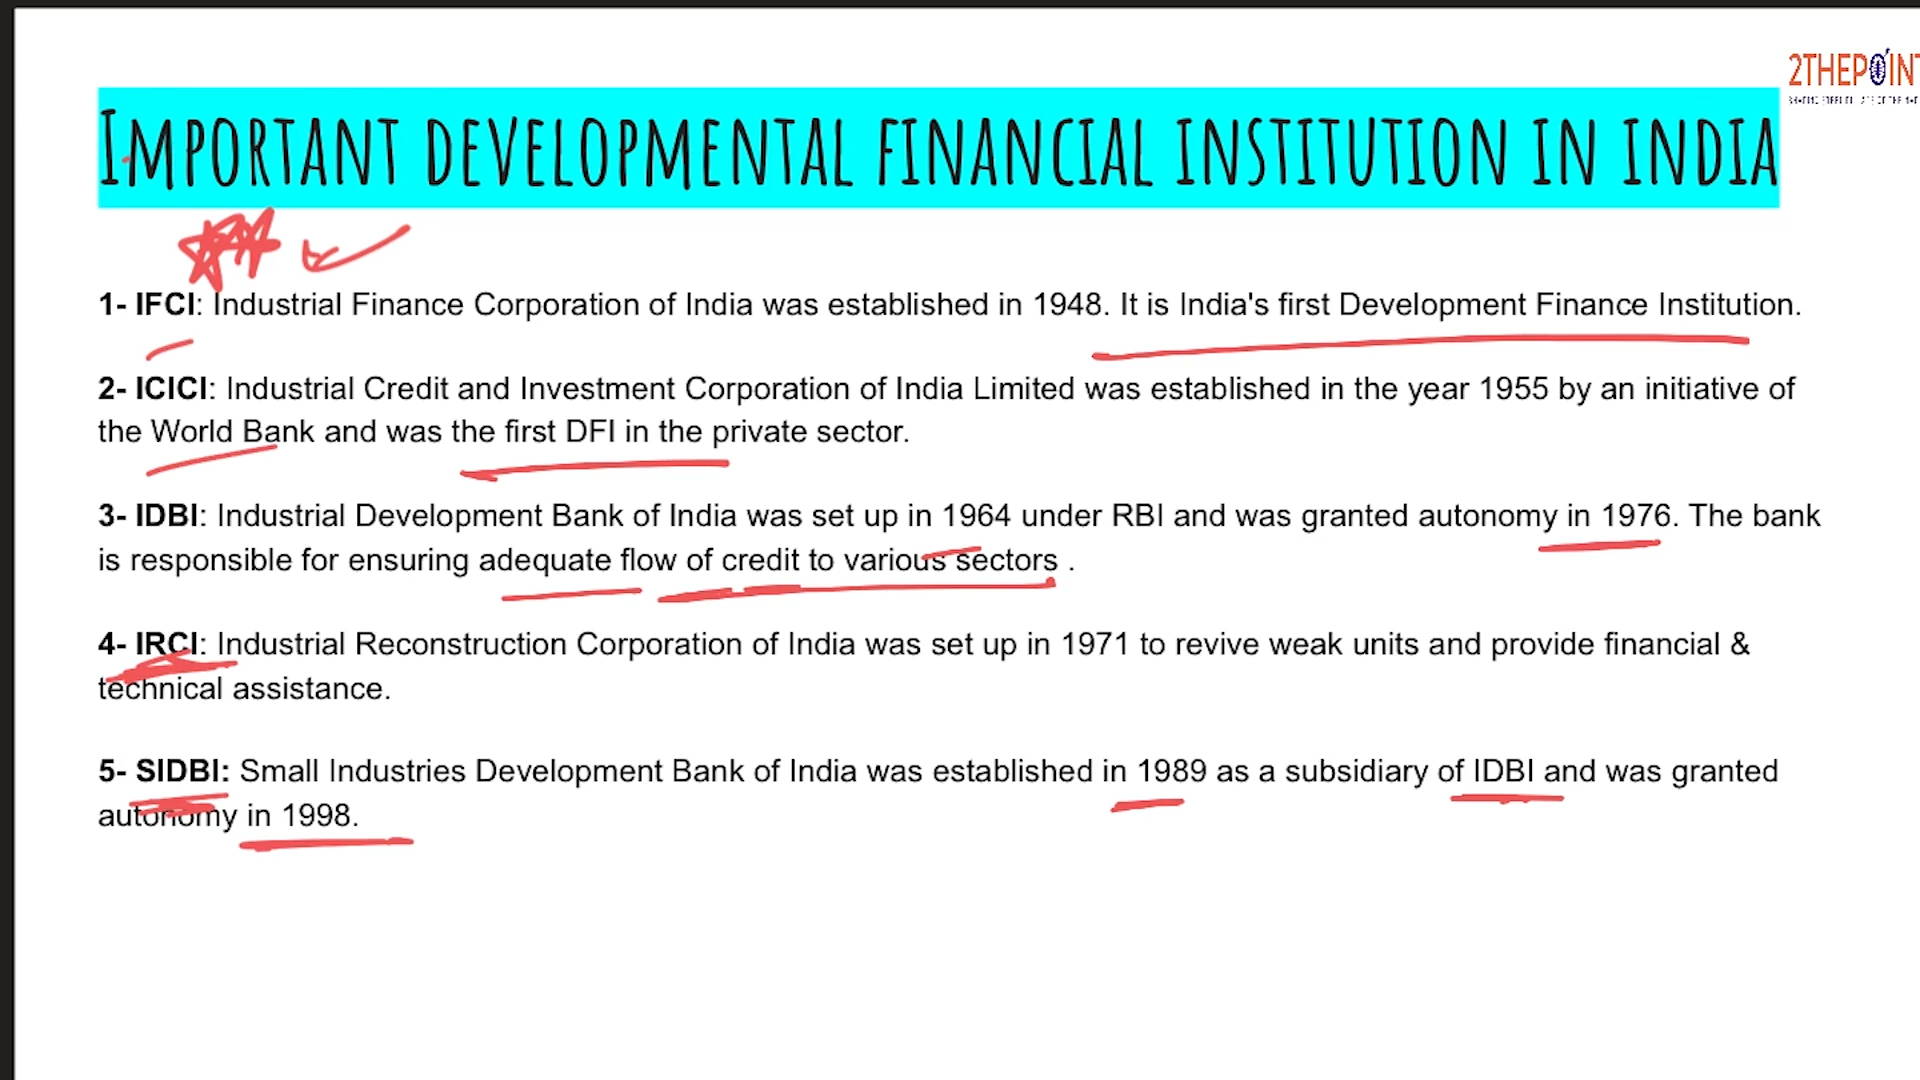 2THEPOINT
IMPORTANT DEVELOPMENTAL FINANCIAL INSTITUTION IN INDIA
1- IFCI: Industrial Finance Corporation of India was established in 1948. It is India's first Development Finance Institution.
2- ICICI: Industrial Credit and Investment Corporation of India Limited was established in the year 1955 by an initiative of
the World Bank and was the first DFI in the private sector.
3- IDBI: Industrial Development Bank of India was set up in 1964 under RBI and was granted autonomy in 1976. The bank
is responsible for ensuring adequate flow of credit to various sectors .
4- IRCI: Industrial Reconstruction Corporation of India was set up in 1971 to revive weak units and provide financial &
technical assistance.
5- SIDBI: Small Industries Development Bank of India was established in 1989 as a subsidiary of IDBI and was granted
autonomy in 1998.